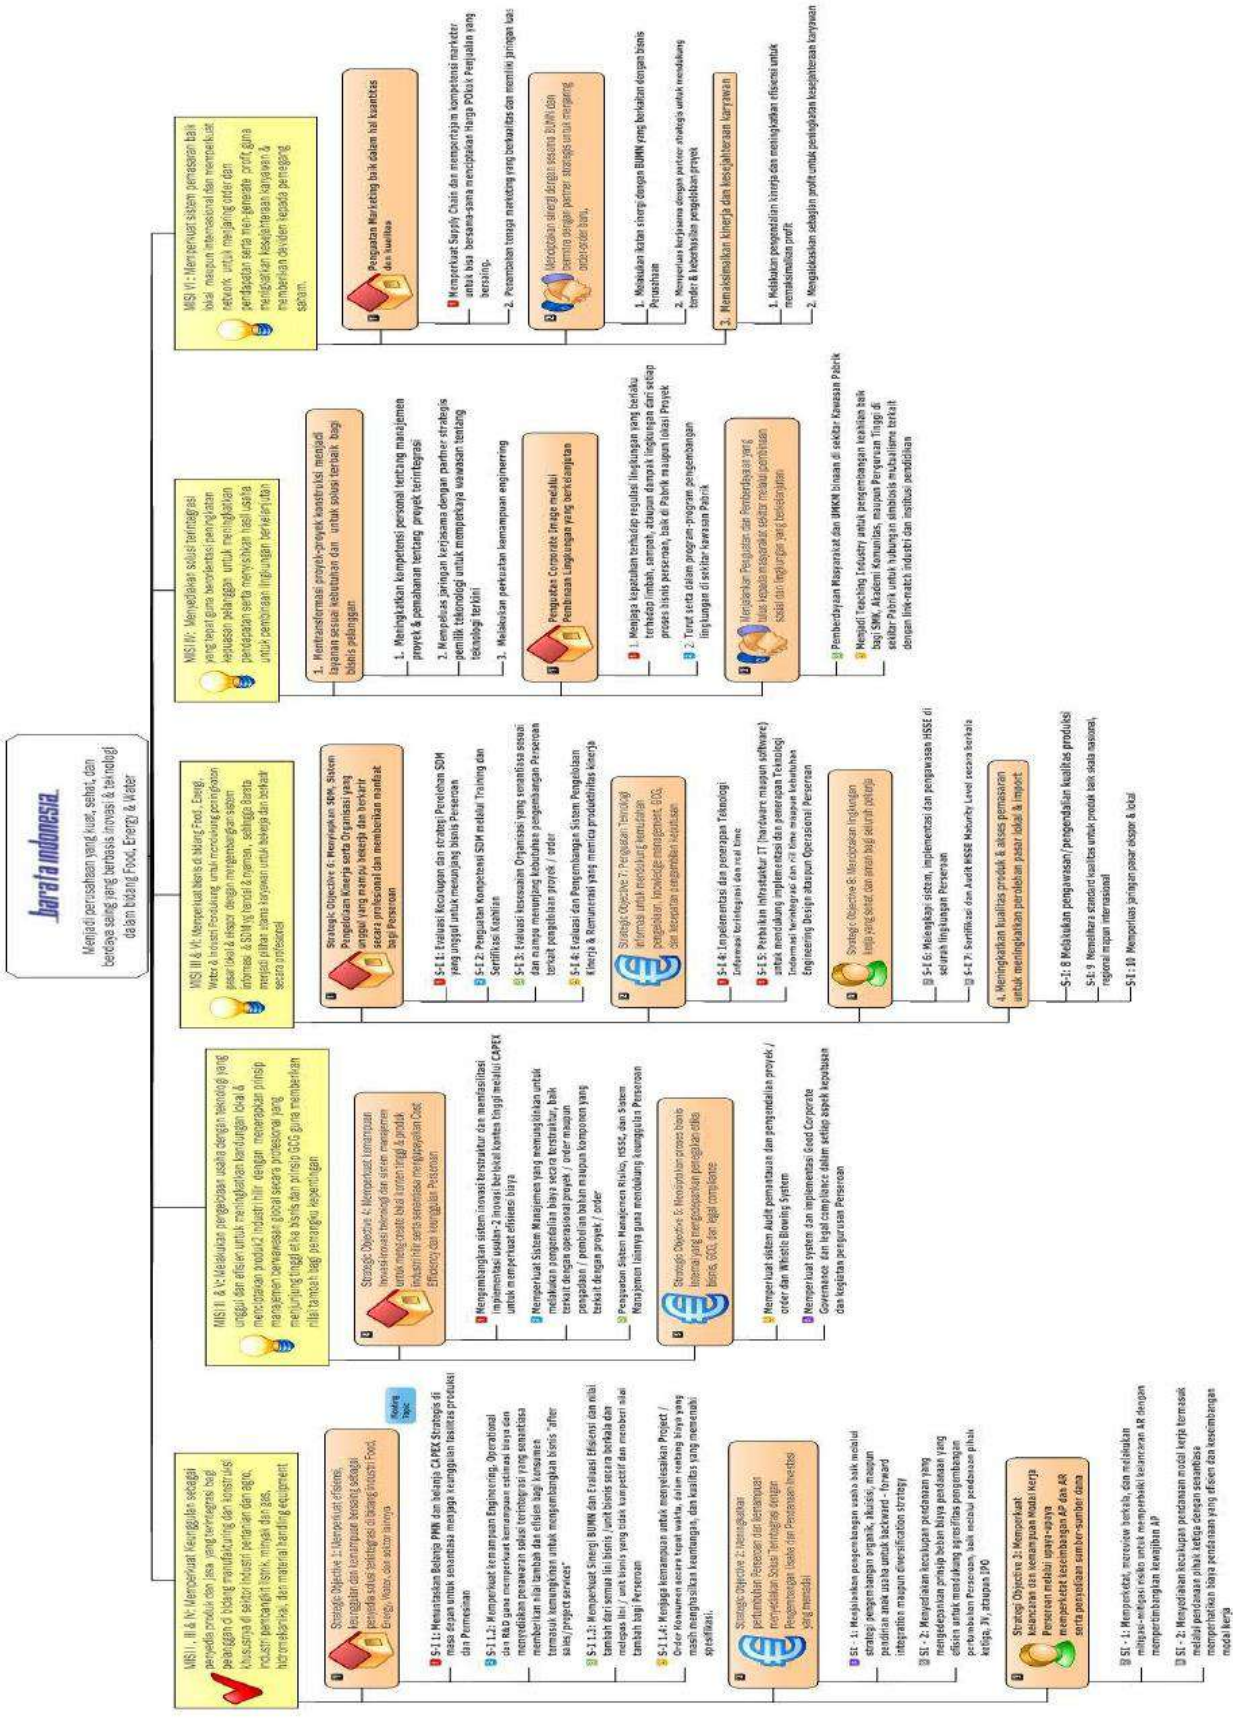 barata indonesia
Menjadi perusahaan yang kuat, sehat, dan
berdaya saing yang berbasis inovasi & teknologi
dalam bidang Food, Energy & Water
MISI I, III & IV: Memperkuat Keunggulan sebagai
penyedia produk dan jasa yang terintegrasi bagi
pelanggan di bidang manufakturing dan konstruksi
khususnya di sektor industri pertanian dan agro,
industri pembangkit listrik, minyak dan gas,
hidromekanikal, dan material handling equipment
Strategic Objective 1: Memperkuat efisiensi,
keunggulan dan kemampuan bersaing sebagai
penyedia solusi terintegrasi di bidang industri Food,
Energy, Water, dan sektor lainnya
Floating
Topic
S-I 1: Menuntaskan Belanja PMN dan belanja CAPEX Strategis di
masa depan untuk senantiasa menjaga keunggulan fasilitas produksi
dan Permesinan
S-I 1.2: Memperkuat kemampuan Engineering, Operational
dan R&D guna memperkuat kemampuan estimasi biaya dan
menyediakan penawaran solusi terintegrasi yang senantiasa
memberikan nilai tambah dan efisien bagi konsumen
termasuk kemungkinan untuk mengembangkan bisnis "after
sales/project services"
S-I 1.3: Memperkuat Sinergi BUMN dan Evaluasi Efisiensi dan nilai
tambah dari semua lini bisnis /unit bisnis secara berkala dan
melepas lini / unit bisnis yang tidak kompetitif dan memberi nilai
tambah bagi Perseroan
S-I 1.4: Menjaga kemampuan untuk menyelesaikan Project /
Order Konsumen secara tepat waktu, dalam rentang biaya yang
masih menghasilkan keuntungan, dan kualitas yang memenuhi
spesifikasi.
Strategic Objective 2: Meningkatkan
pertumbuhan Perseroan dan kemampuan
menyediakan Solusi Terintegrasi dengan
Pengembangan Usaha dan Pendanaan Investasi
yang memadai
SI - 1: Menjalankan pengembangan usaha baik melalui
strategi pengembangan organik, akuisisi, maupun
pendirian anak usaha untuk backward - forward
integration maupun diversification strategy
SI - 2: Menyediakan kecukupan pendanaan yang
mengedepankan prinsip beban biaya pendanaan yang
efisien untuk mendukung agresifitas pengembangan
pertumbuhan Perseroan, baik melalui pendanaan pihak
ketiga, JV, ataupun IPO
Strategi Objective 3: Memperkuat
kelancaran dan Kemampuan Modal Kerja
Perseroan melalui upaya-upaya
memperketat keseimbangan AP dan AR
serta penyediaan sumber-sumber dana
SI - 1: Memperketat, mereview berkala, dan melakukan
mitigasi-mitigasi risiko untuk memperbaiki kelancaran AR dengan
mempertimbangkan kewajiban AP
SI - 2: Menyediakan kecukupan pendanaan modal kerja termasuk
melalui pendanaan pihak ketiga dengan senantiasa
memperhatikan biaya pendanaan yang efisien dan keseimbangan
modal kerja
MISI II & V: Melakukan pengelolaan usaha dengan teknologi yang
unggul dan efisien untuk meningkatkan kandungan lokal &
menciptakan produk2 industri hilir dengan menerapkan prinsip
manajemen berwawasan global secara profesional yang
menjunjung tinggi etika bisnis dan prinsip GCG guna memberikan
nilai tambah bagi pemangku kepentingan
Strategic Objective 4: Memperkuat kemampuan
inovasi-inovasi teknologi dan sistem manajemen
untuk meng-create lokal konten tinggi & produk
industri hilir serta senantiasa mengupayakan Cost
Efficiency dan keunggulan Perseroan
Mengembangkan sistem inovasi terstruktur dan memfasilitasi
implementasi usulan-2 inovasi berlokal konten tinggi melalui CAPEX
untuk memperkuat efisiensi biaya
Memperkuat Sistem Manajemen yang memungkinkan untuk
melakukan pengendalian biaya secara terstruktur, baik
terkait dengan operasional proyek / order maupun
pengadaan / pembelian bahan maupun komponen yang
terkait dengan proyek / order
Penguatan Sistem Manajemen Risiko, HSSE, dan Sistem
Manajemen lainnya guna mendukung keunggulan Perseroan
Strategic Objective 5: Menciptakan proses bisnis
internal yang mengedepankan penegakan etika
bisnis, GCG, dan legal compliance
Memperkuat sistem Audit pemantauan dan pengendalian proyek /
order dan Whistle Blowing System
Memperkuat system dan implementasi Good Corporate
Governance dan legal compliance dalam setiap aspek keputusan
dan kegiatan pengurusan Perseroan
MISI III & VI: Memperkuat bisnis di bidang Food, Energi,
Water & Industri Pendukung, untuk mendukung peningkatan
pasar lokal & ekspor dengan mengembangkan sistem
informasi & SDM yg handal & nyaman, sehingga Barata
menjadi pilihan utama karyawan untuk bekerja dan berkarir
secara profesional
Strategic Objective 6: Menyiapkan SDM, Sistem
Pengelolaan Kinerja serta Organisasi yang
unggul yang mampu bekerja dan berkarir
secara profesional dan memberikan manfaat
bagi Perseroan
S-I 1: Evaluasi Kecukupan dan strategi Perolehan SDM
yang unggul untuk menunjang bisnis Perseroan
S-I 2: Penguatan Kompetensi SDM melalui Training dan
Sertifikasi Keahlian
S-I 3: Evaluasi kesesuaian Organisasi yang senantiasa sesuai
dan mampu menunjang kebutuhan pengembangan Perseroan
terkait pengelolaan proyek / order
S-I 4: Evaluasi dan Pengembangan Sistem Pengelolaan
Kinerja & Remunerasi yang memicu produktivitas kinerja
Strategic Objective 7: Penguatan Teknologi
Informasi untuk mendukung kemudahan
pengelolaan, knowledge management, GCG,
dan kecepatan pengambilan keputusan
S-I 4: Implementasi dan penerapan Teknologi
Informasi terintegrasi dan real time
S-I 5: Perbaikan Infrastuktur IT (hardware maupun software)
untuk mendukung implementasi dan penerapan Teknologi
Informasi terintegrasi dan riil time maupun kebutuhan
Engineering Design ataupun Operasional Perseroan
Strategic Objective 8: Menciptakan lingkungan
kerja yang sehat dan aman bagi seluruh pekerja
S-I 6: Melengkapi sistem, implementasi dan pengawasan HSSE di
seluruh lingkungan Perseroan
S-I 7: Sertifikasi dan Audit HSSE Maturity Level secara berkala
4. Meningkatkan kualitas produk & akses pemasaran
untuk meningkatkan perolehan pasar lokal & import
S-I: 8 Melakukan pengawasan/pengendalian kualitas produksi
S-I: 9 Memelihara standard kualitas untuk produk baik skala nasional,
regional mapun internasional
S-I: 10 Memperluas jaringan pasar ekspor & lokal
MISI IV: Menyediakan solusi terintegrasi
yang tepat guna berorientasi peningkatan
kepuasan pelanggan untuk meningkatkan
pendapatan serta menyisihkan hasil usaha
untuk pembinaan lingkungan berkelanjutan
1. Mentransformasi proyek-proyek konstruksi menjadi
layanan sesuai kebutuhan dan untuk solusi terbaik bagi
bisnis pelanggan
1. Meningkatkan kompetensi personal tentang manajemen
proyek & pemahanan tentang proyek terintegrasi
2. Mempeluas jaringan kerjasama dengan partner strategis
pemilik tekonologi untuk memperkaya wawasan tentang
teknologi terkini
3. Melakukan perkuatan kemampuan enginerring
Penguatan Corporate Image melalui
Pembinaan Lingkungan yang berkelanjutan
1. Menjaga kepatuhan terhadap regulasi lingkungan yang berlaku
terhadap limbah, sampah, ataupun dampak lingkungan dari setiap
proses bisnis perseroan, baik di Pabrik maupun lokasi Proyek
2. Turut serta dalam program-program pengembangan
lingkungan di sekitar kawasan Pabrik
Menjalankan Penguatan dan Pemberdayaan yang
tulus kepada masyarakat sekitar melalui pembinaan
sosial dan lingkungan yang berkelanjutan
Pemberdayaan Masyarakat dan UMKM binaan di sekitar Kawasan Pabrik
Menjadi Teaching Industry untuk pengembangan keahlian baik
bagi SMK, Akademi Komunitas, maupun Perguruan Tinggi di
sekitar Pabrik untuk hubungan simbiosis mutualisme terkait
dengan link-match industri dan institusi pendidikan
MISI VI : Memperkuat sistem pemasaran baik
lokal maupun internasional dan memperkuat
network untuk menjaring order dan
pendapatan serta men-generate profit guna
meningkatkan kesejahteraan karyawan &
memberikan deviden kepada pemegang
saham.
Penguatan Marketing baik dalam hal kuantitas
dan kualitas
Memperkuat Supply Chain dan mempertajam kompetensi marketer
untuk bisa bersama-sama menciptakan Harga POkok Penjualan yang
bersaing.
2. Penambahan tenaga marketing yang berkualitas dan memiliki jaringan luas
Menciptakan sinergi dengan sesama BUMN dan
bermitra dengan partner strategis untuk menjaring
order-order baru,
1. Melakukan ikatan sinergi dengan BUMN yang berkaitan dengan bisnis
Perusahaan
2. Memperluas kerjasama dengan partner strategis untuk mendukung
tender & keberhasilan pengelolaan proyek
3. Memaksimalkan kinerja dan kesejahteraan karyawan
1. Melakukan pengendalian kinerja dan meningkatkan efisiensi untuk
memaksimalkan profit
2. Mengalokasikan sebagian profit untuk peningkatan kesejahteraan karyawan